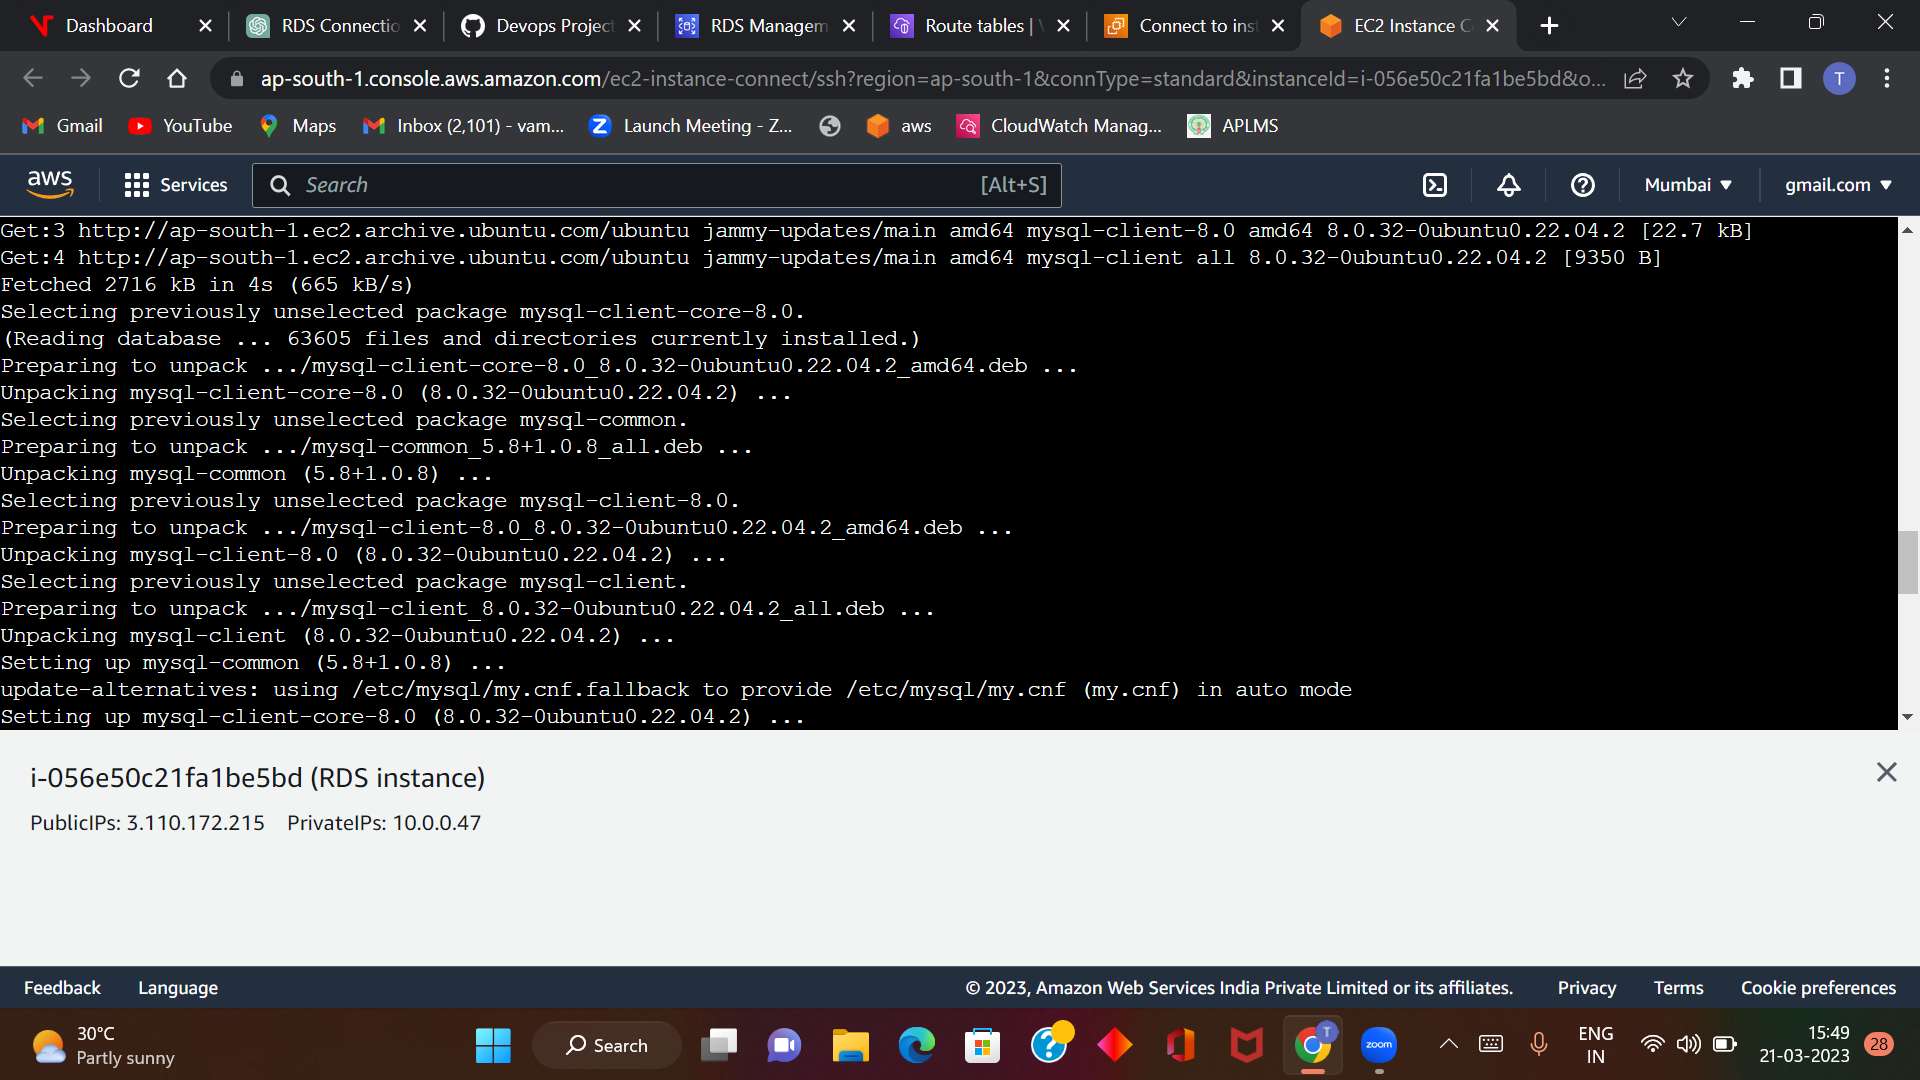 Dashboard
RDS Connectio
Devops Project
RDS Managem
Route tables |
Connect to inst
EC2 Instance C
ap-south-1.console.aws.amazon.com/ec2-instance-connect/ssh?region=ap-south-1&connType=standard&instanceId=i-056e50c21fa1be5bd&o...
T
Gmail
YouTube
Maps
Inbox (2,101) - vam...
Launch Meeting - Z...
aws
CloudWatch Manag...
APLMS
aws
Services
Search
[Alt+S]
Mumbai
gmail.com
Get:3 http://ap-south-1.ec2.archive.ubuntu.com/ubuntu jammy-updates/main amd64 mysql-client-8.0 amd64 8.0.32-0ubuntu0.22.04.2 [22.7 kB]
Get:4 http://ap-south-1.ec2.archive.ubuntu.com/ubuntu jammy-updates/main amd64 mysql-client all 8.0.32-0ubuntu0.22.04.2 [9350 B]
Fetched 2716 kB in 4s (665 kB/s)
Selecting previously unselected package mysql-client-core-8.0.
(Reading database ... 63605 files and directories currently installed.)
Preparing to unpack .../mysql-client-core-8.0_8.0.32-0ubuntu0.22.04.2_amd64.deb ...
Unpacking mysql-client-core-8.0 (8.0.32-0ubuntu0.22.04.2) ...
Selecting previously unselected package mysql-common.
Preparing to unpack .../mysql-common_5.8+1.0.8_all.deb ...
Unpacking mysql-common (5.8+1.0.8) ...
Selecting previously unselected package mysql-client-8.0.
Preparing to unpack .../mysql-client-8.0_8.0.32-0ubuntu0.22.04.2_amd64.deb ...
Unpacking mysql-client-8.0 (8.0.32-0ubuntu0.22.04.2) ...
Selecting previously unselected package mysql-client.
Preparing to unpack .../mysql-client_8.0.32-0ubuntu0.22.04.2_all.deb ...
Unpacking mysql-client (8.0.32-0ubuntu0.22.04.2) ...
Setting up mysql-common (5.8+1.0.8) ...
update-alternatives: using /etc/mysql/my.cnf.fallback to provide /etc/mysql/my.cnf (my.cnf) in auto mode
Setting up mysql-client-core-8.0 (8.0.32-0ubuntu0.22.04.2) ...
i-056e50c21fa1be5bd (RDS instance)
PublicIPs: 3.110.172.215 PrivateIPs: 10.0.0.47
Feedback
Language
© 2023, Amazon Web Services India Private Limited or its affiliates.
Privacy
Terms
Cookie preferences
30°C
Partly sunny
Search
T
zoom
ENG
IN
15:49
21-03-2023
28